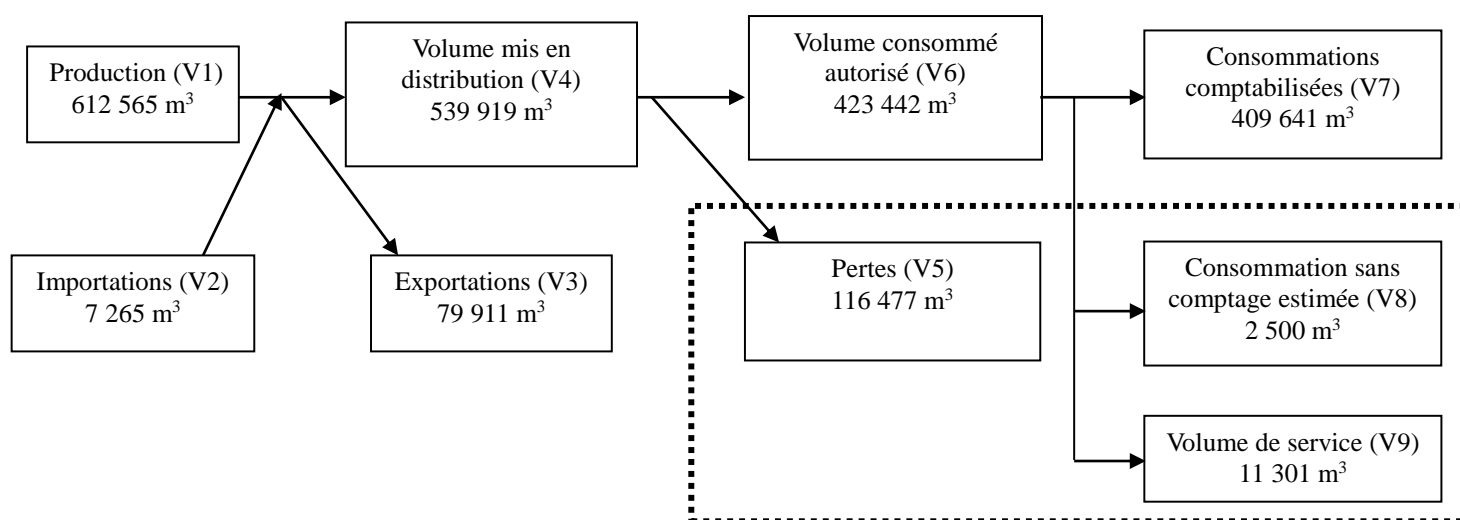 Production (V1)
612 565 m³
Volume mis en
distribution (V4)
539 919 m³
Volume consommé
autorisé (V6)
423 442 m³
Consommations
comptabilisées (V7)
409 641 m³
Importations (V2)
7 265 m³
Exportations (V3)
79 911 m³
Pertes (V5)
116 477 m³
Consommation sans
comptage estimée (V8)
2 500 m³
Volume de service (V9)
11 301 m³